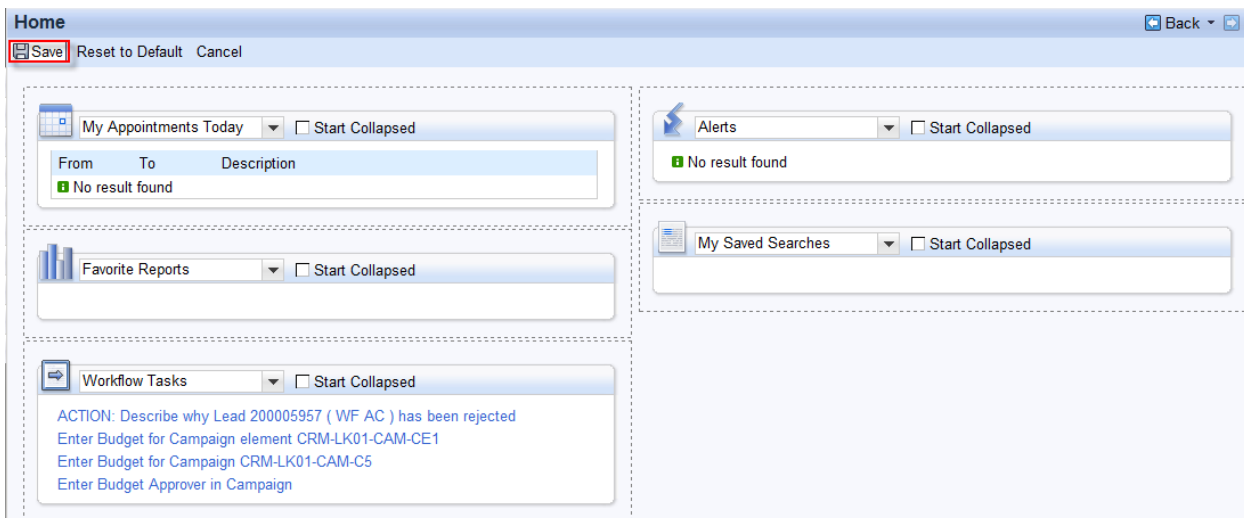 Home
Back
Save Reset to Default Cancel
My Appointments Today Start Collapsed
From To Description
No result found
Favorite Reports Start Collapsed
Workflow Tasks Start Collapsed
ACTION: Describe why Lead 200005957 ( WF AC ) has been rejected
Enter Budget for Campaign element CRM-LK01-CAM-CE1
Enter Budget for Campaign CRM-LK01-CAM-C5
Enter Budget Approver in Campaign
Alerts Start Collapsed
No result found
My Saved Searches Start Collapsed